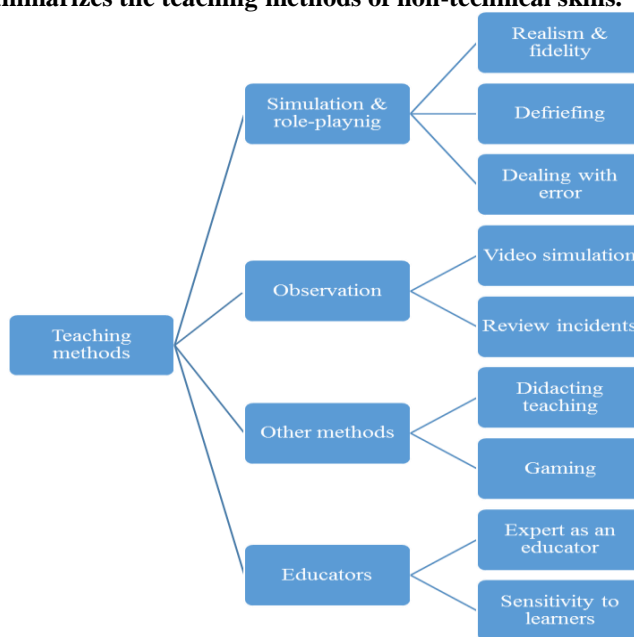 mmarizes the teaching methods of non-technical skills.
Teaching
methods
Simulation &
role-playnig
Realism &
fidelity
Defriefing
Dealing with
error
Observation
Video simulation
Review incidents
Other methods
Didacting
teaching
Gaming
Educators
Expert as an
educator
Sensitivity to
learners